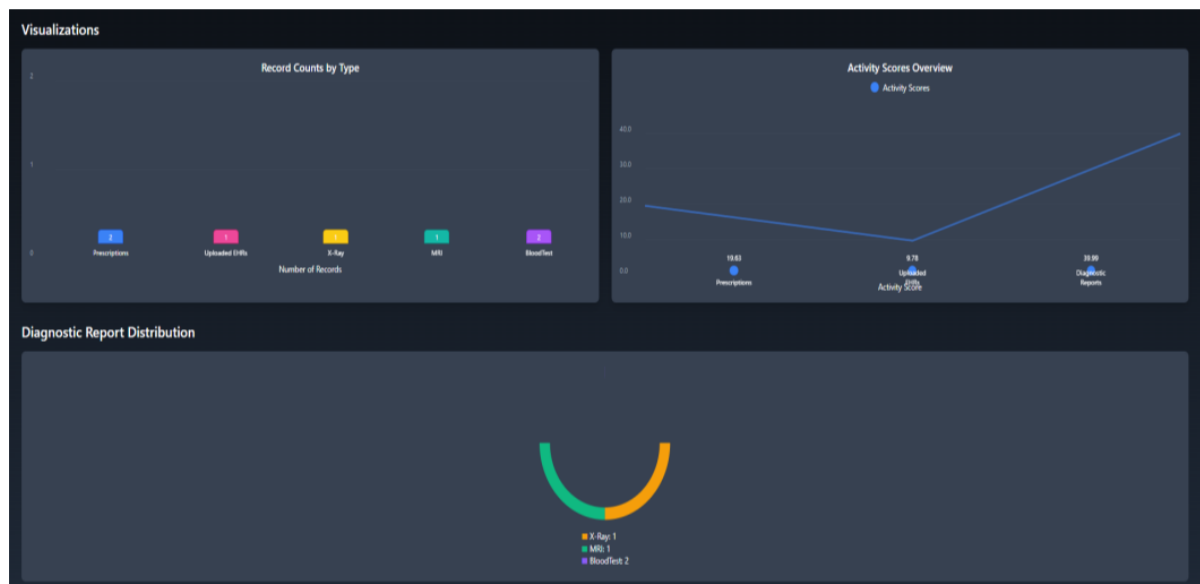 Visualizations
Record Counts by Type
2
1
0
2
1
1
1
2
Prescriptions
Uploaded EHRs
X-Ray
MRI
BloodTest
Number of Records
Activity Scores Overview
Activity Scores
40.0
30.0
20.0
10.0
0.0
19.63
9.78
39.99
Prescriptions
Uploaded
EHRs
Diagnostic
Reports
Activity Score
Diagnostic Report Distribution
X-Ray: 1
MRI: 1
BloodTest: 2